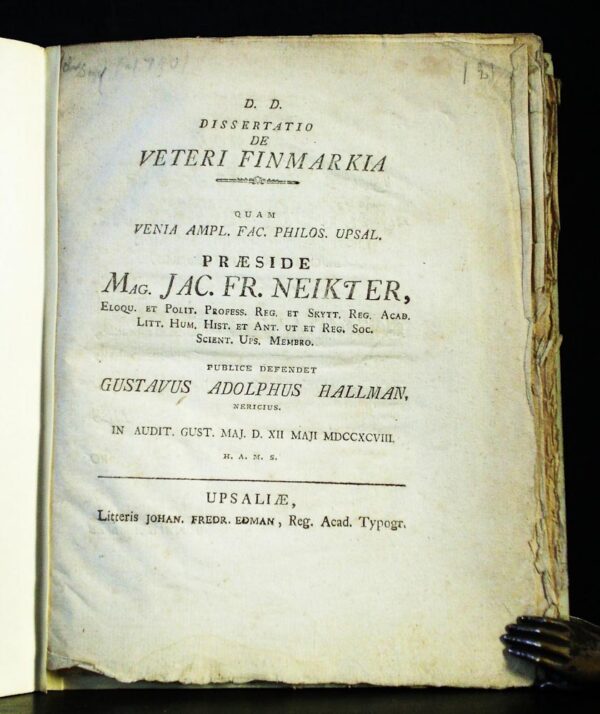 D. D.
DISSERTATIO
DE
VETERI FINMARKIA
QUAM
VENIA AMPL. FAC. PHILOS. UPSAL.
PRÆSIDE
MAG. JAC. FR. NEIKTER,
ELOQU. ET POLIT. PROFESS. REG. ET SKYTT. REG. ACAD.
LITT. HUM. HIST. ET ANT. UT ET REG. SOC.
SCIENT. UPS. MEMBRO.
PUBLICE DEFENDET
GUSTAVUS ADOLPHUS HALLMAN,
NERICIUS.
IN AUDIT. GUST. MAJ. D. XII MAJI MDCCXCVIII.
H. A. M. S.
UPSALIÆ,
Litteris JOHAN. FREDR. EDMAN, Reg. Acad. Typogr.